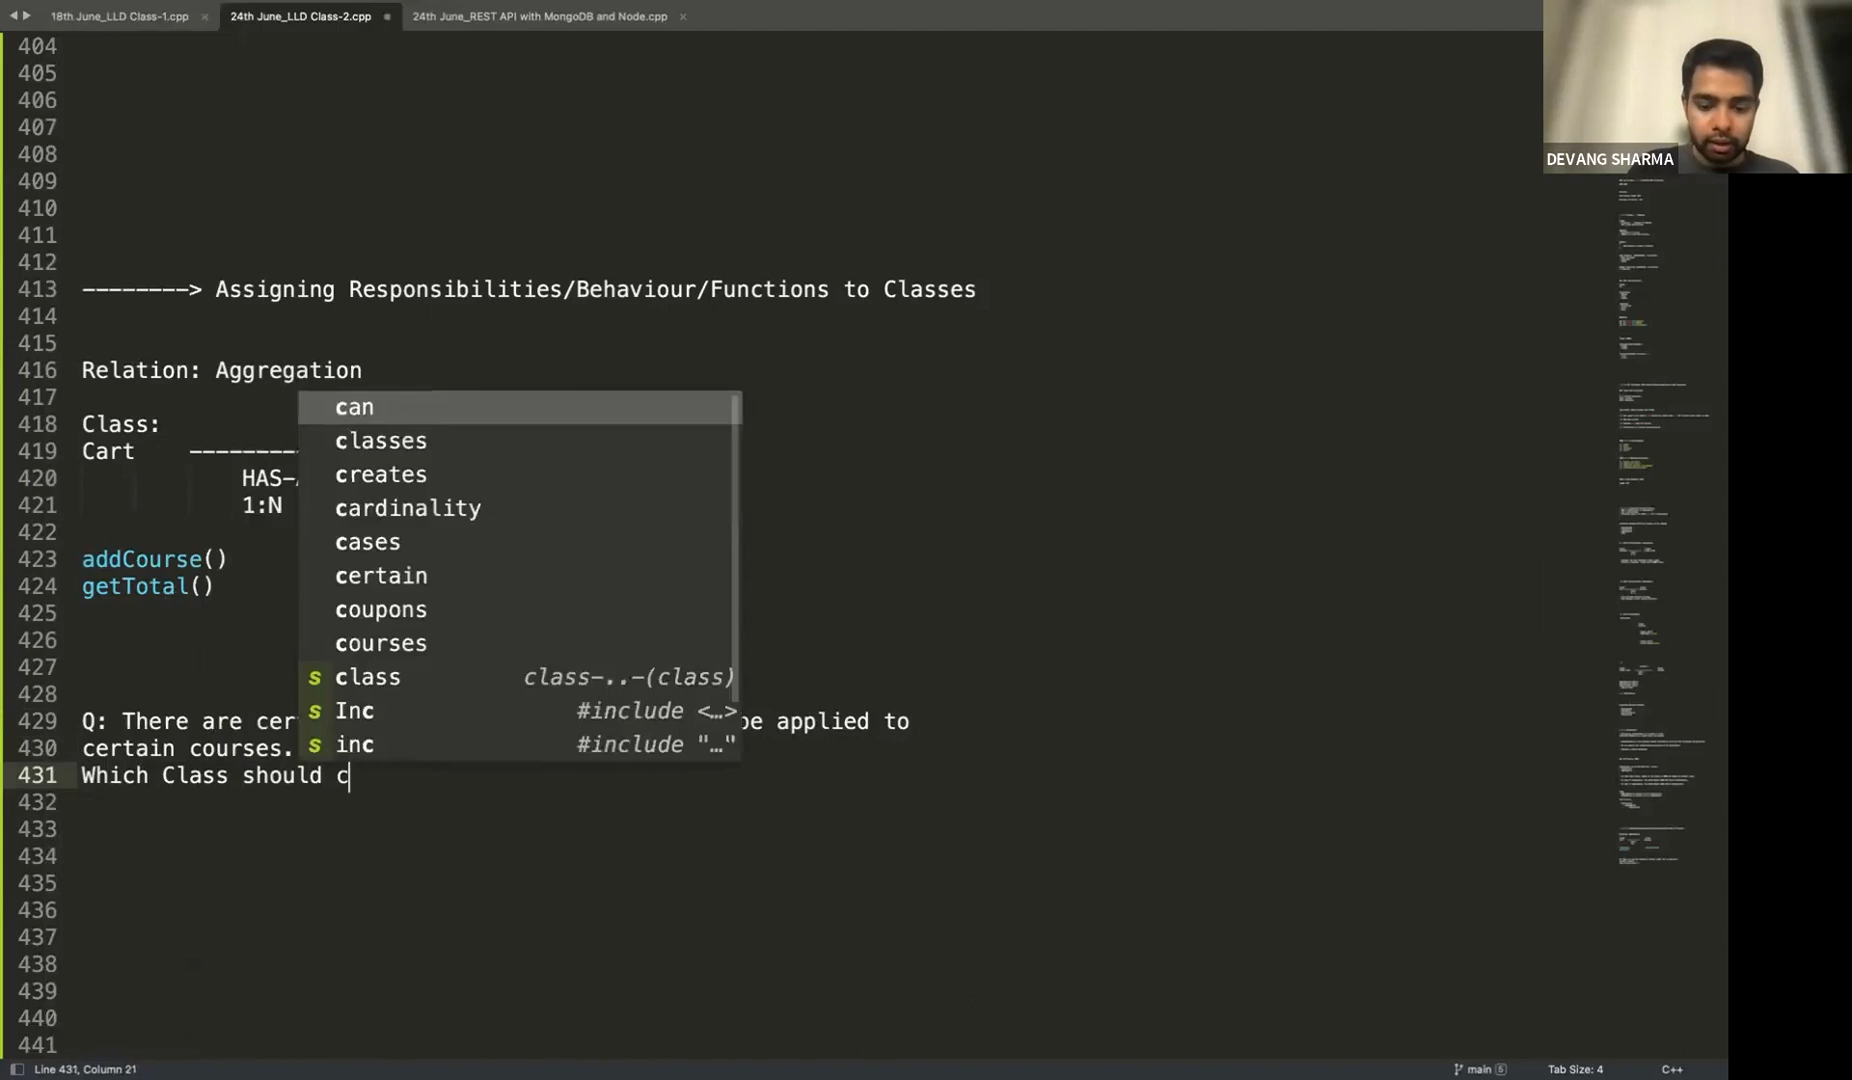 18th June_LLD Class-1.cpp
24th June_LLD Class-2.cpp
24th June_REST API with MongoDB and Node.cpp
DEVANG SHARMA
404
405
406
407
408
409
410
411
412
413 --------> Assigning Responsibilities/Behaviour/Functions to Classes
414
415
416 Relation: Aggregation
417
418 Class:
419 Cart --------
420 HAS-
421 1:N
422
423 addCourse()
424 getTotal()
425
426
427
428
429 Q: There are cer be applied to
430 certain courses.
431 Which Class should c
432
433
434
435
436
437
438
439
440
441
can
classes
creates
cardinality
cases
certain
coupons
courses
s class class-..-(class)
s Inc #include <…>
s inc #include "…"
Line 431, Column 21
main 5
Tab Size: 4
C++